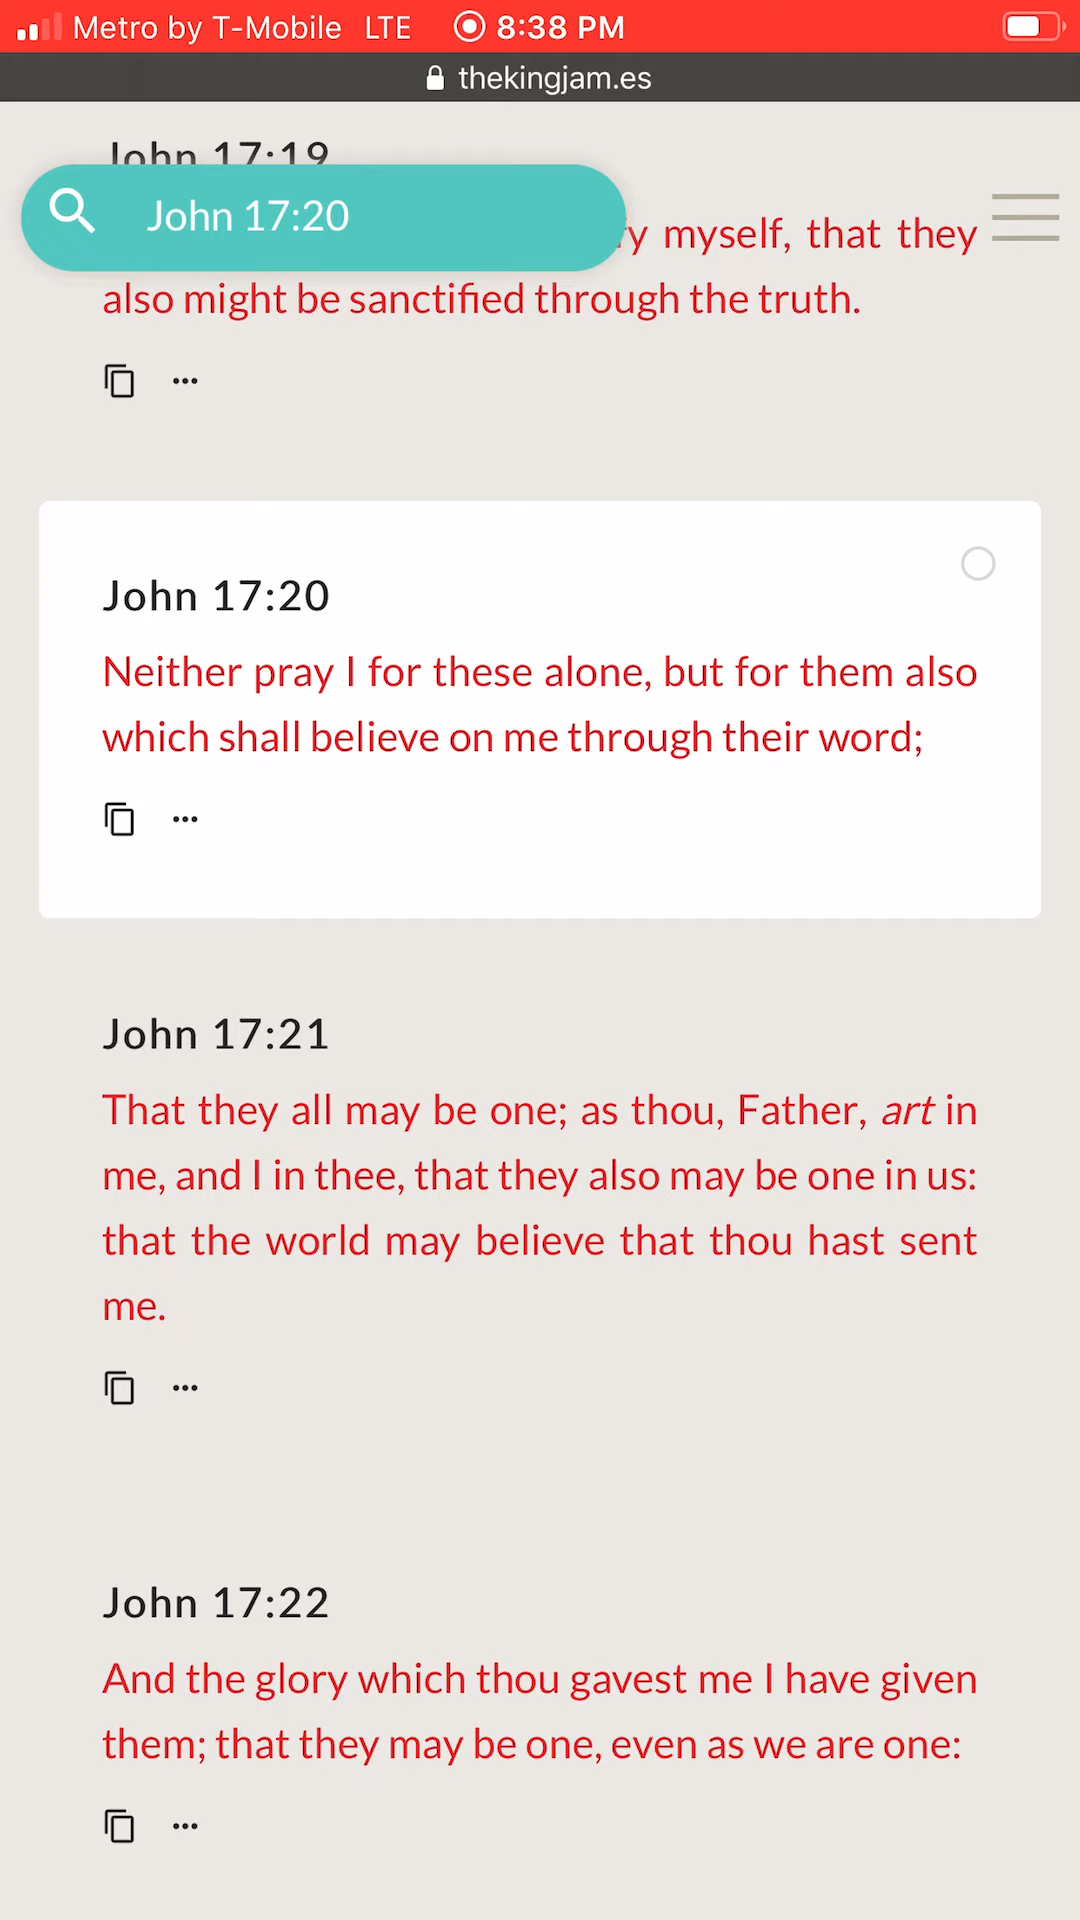 Metro by T-Mobile LTE 8:38 PM
thekingjam.es
John 17:19
John 17:20
myself, that they
also might be sanctified through the truth.
John 17:20
Neither pray I for these alone, but for them also
which shall believe on me through their word;
John 17:21
That they all may be one; as thou, Father, art in
me, and I in thee, that they also may be one in us:
that the world may believe that thou hast sent
me.
John 17:22
And the glory which thou gavest me I have given
them; that they may be one, even as we are one: